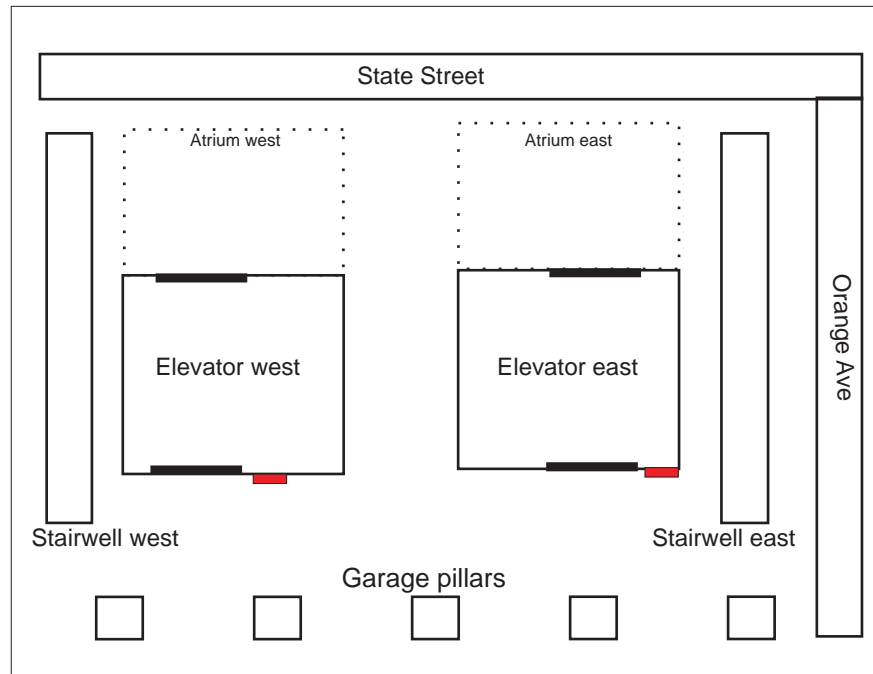 State Street
Atrium west
Atrium east
Elevator west
Elevator east
Orange Ave
Stairwell west
Stairwell east
Garage pillars